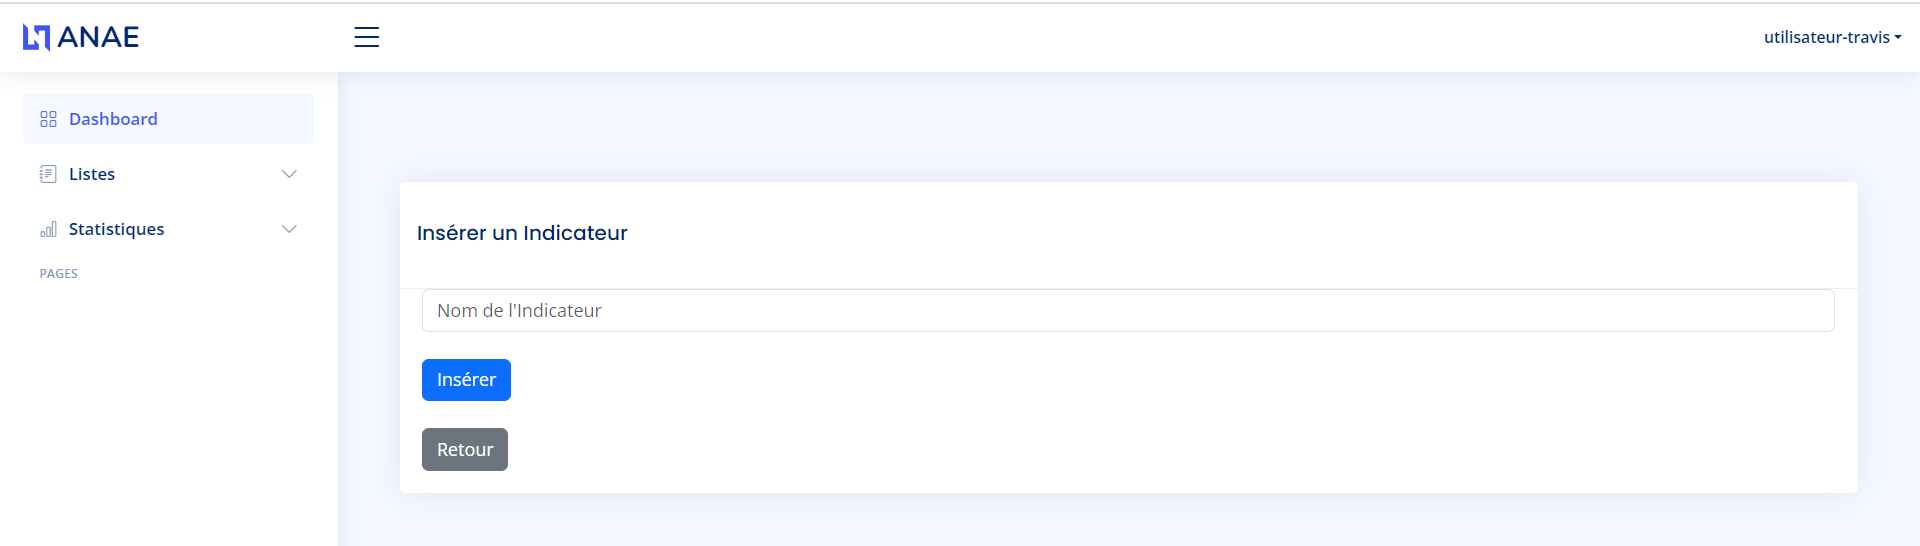 ANAE
utilisateur-travis
Dashboard
Listes
Statistiques
PAGES
Insérer un Indicateur
Nom de l'Indicateur
Insérer
Retour